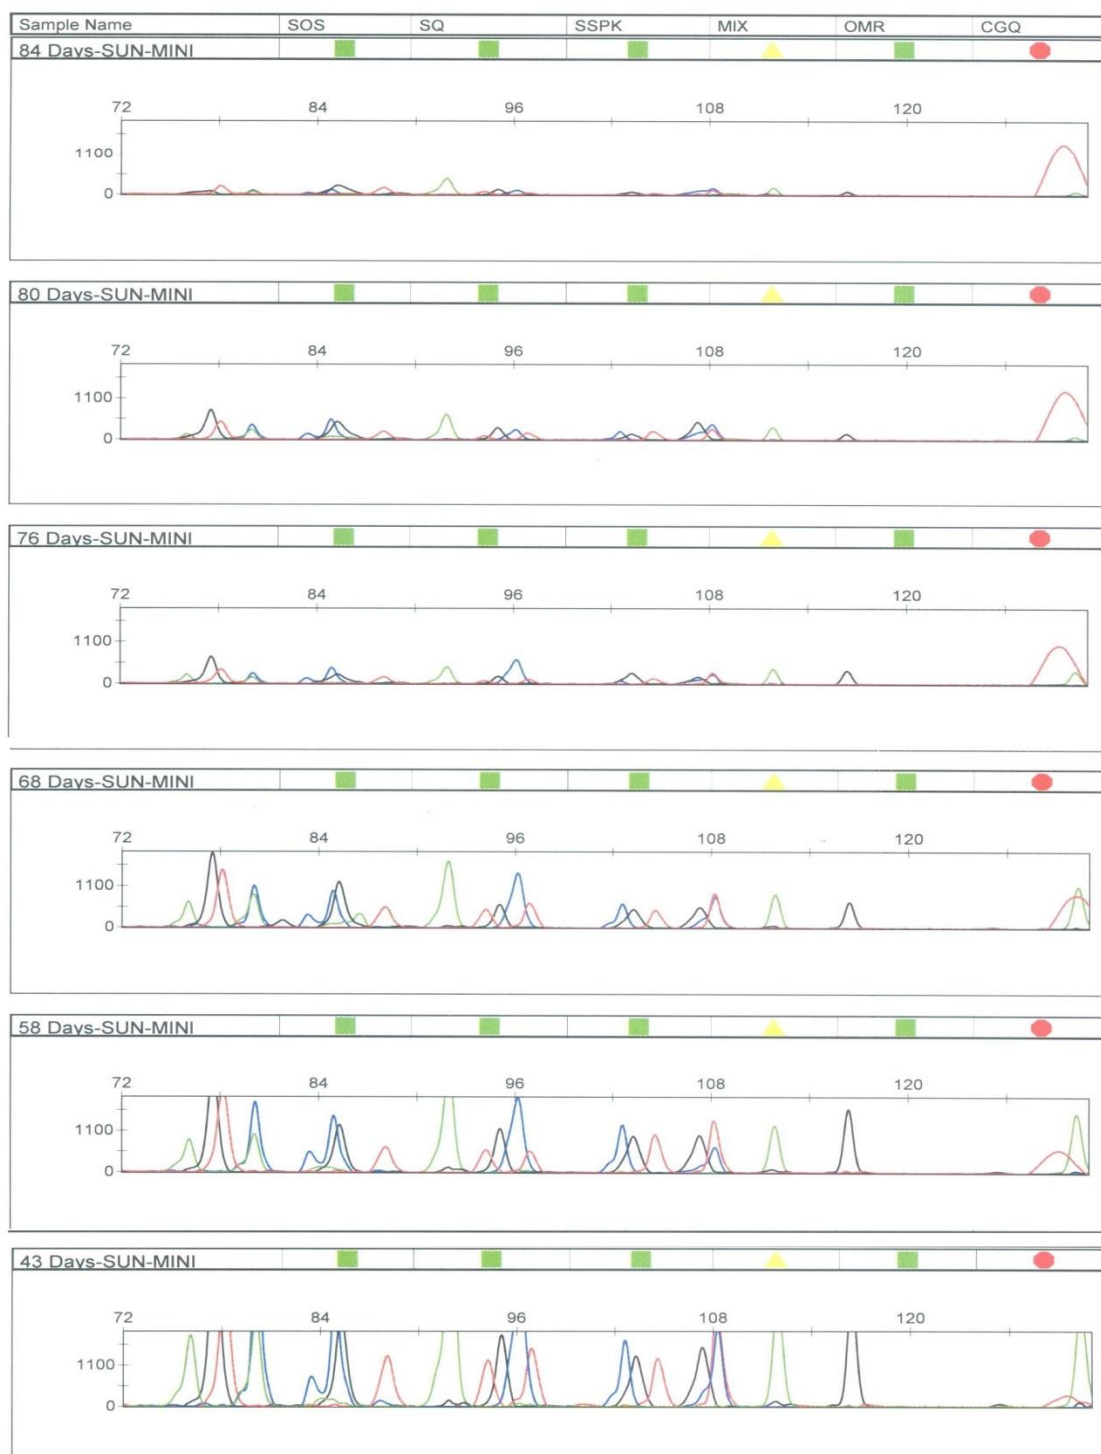 Sample Name SOS SQ SSPK MIX OMR CGQ
84 Days-SUN-MINI
72 84 96 108 120
1100
0
80 Days-SUN-MINI
72 84 96 108 120
1100
0
76 Days-SUN-MINI
72 84 96 108 120
1100
0
68 Days-SUN-MINI
72 84 96 108 120
1100
0
58 Days-SUN-MINI
72 84 96 108 120
1100
0
43 Days-SUN-MINI
72 84 96 108 120
1100
0